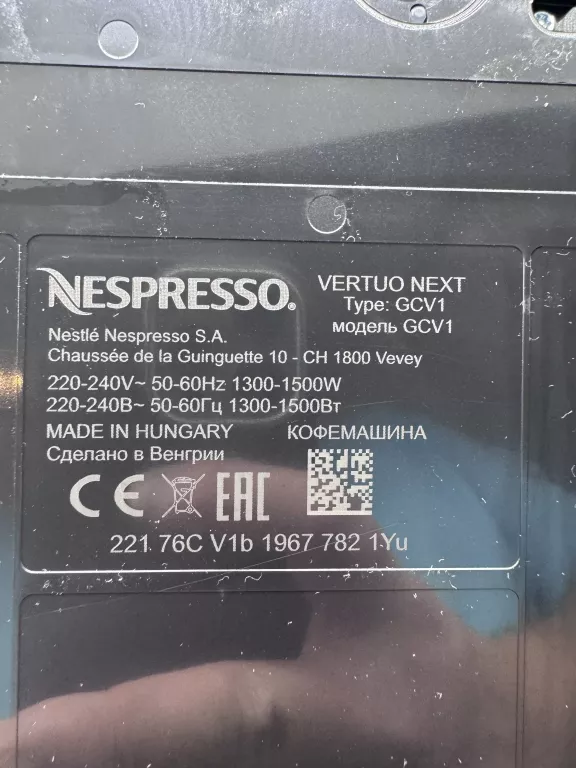 NESPRESSO.
VERTUO NEXT
Type: GCV1
модель GCV1
Nestlé Nespresso S.A.
Chaussée de la Guinguette 10 - CH 1800 Vevey
220-240V~ 50-60Hz 1300-1500W
220-240В~ 50-60Гц 1300-1500Вт
MADE IN HUNGARY КОФЕМАШИНА
Сделано в Венгрии
CE EAC
221 76C V1b 1967 782 1Yu